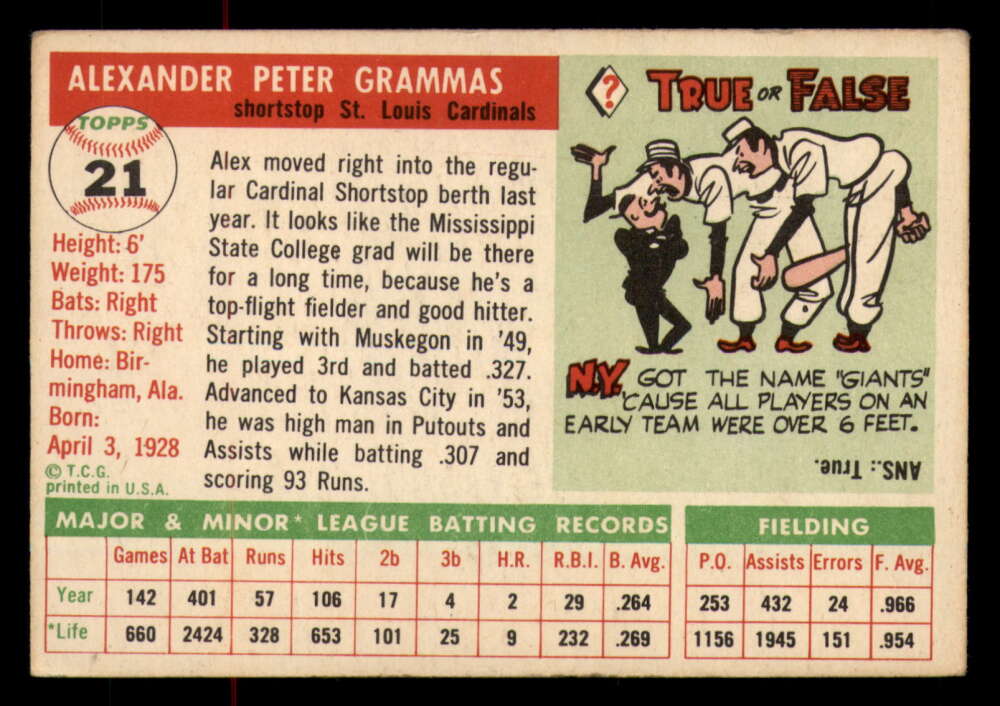 ALEXANDER PETER GRAMMAS
shortstop St. Louis Cardinals
TOPPS
21
Height: 6'
Weight: 175
Bats: Right
Throws: Right
Home: Bir-
mingham, Ala.
Born:
April 3, 1928
© T.C.G.
printed in U.S.A.
Alex moved right into the regu-
lar Cardinal Shortstop berth last
year. It looks like the Mississippi
State College grad will be there
for a long time, because he's a
top-flight fielder and good hitter.
Starting with Muskegon in '49,
he played 3rd and batted .327.
Advanced to Kansas City in '53,
he was high man in Putouts and
Assists while batting .307 and
scoring 93 Runs.
? TRUE OR FALSE
N.Y. GOT THE NAME "GIANTS"
'CAUSE ALL PLAYERS ON AN
EARLY TEAM WERE OVER 6 FEET.
ANS.: True.
MAJOR & MINOR* LEAGUE BATTING RECORDS
Games At Bat Runs Hits 2b 3b H.R. R.B.I. B. Avg.
Year 142 401 57 106 17 4 2 29 .264
*Life 660 2424 328 653 101 25 9 232 .269
FIELDING
P.O. Assists Errors F. Avg.
253 432 24 .966
1156 1945 151 .954